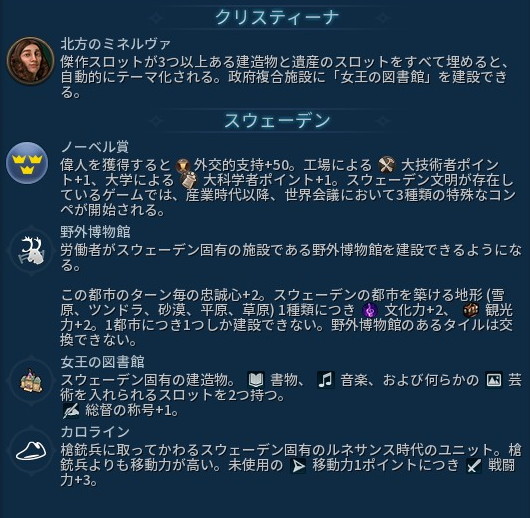 クリスティーナ
北方のミネルヴァ
傑作スロットが3つ以上ある建造物と遺産のスロットをすべて埋めると、
自動的にテーマ化される。政府複合施設に「女王の図書館」を建設でき
る。
スウェーデン
ノーベル賞
偉人を獲得すると 外交的支持+50。工場による 大技術者ポイン
ト+1、大学による 大科学者ポイント+1。スウェーデン文明が存在し
ているゲームでは、産業時代以降、世界会議において3種類の特殊なコン
ペが開始される。
野外博物館
労働者がスウェーデン固有の施設である野外博物館を建設できるようにな
る。
この都市のターン毎の忠誠心+2。スウェーデンの都市を築ける地形 (雪
原、ツンドラ、砂漠、平原、草原) 1種類につき 文化力+2、 観光
力+2。1都市につき1つしか建設できない。野外博物館のあるタイルは交
換できない。
女王の図書館
スウェーデン固有の建造物。 書物、 音楽、および何らかの 芸
術を入れられるスロットを2つ持つ。
総督の称号+1。
カロライン
槍銃兵に取ってかわるスウェーデン固有のルネサンス時代のユニット。槍
銃兵よりも移動力が高い。未使用の 移動力1ポイントにつき 戦闘
力+3。